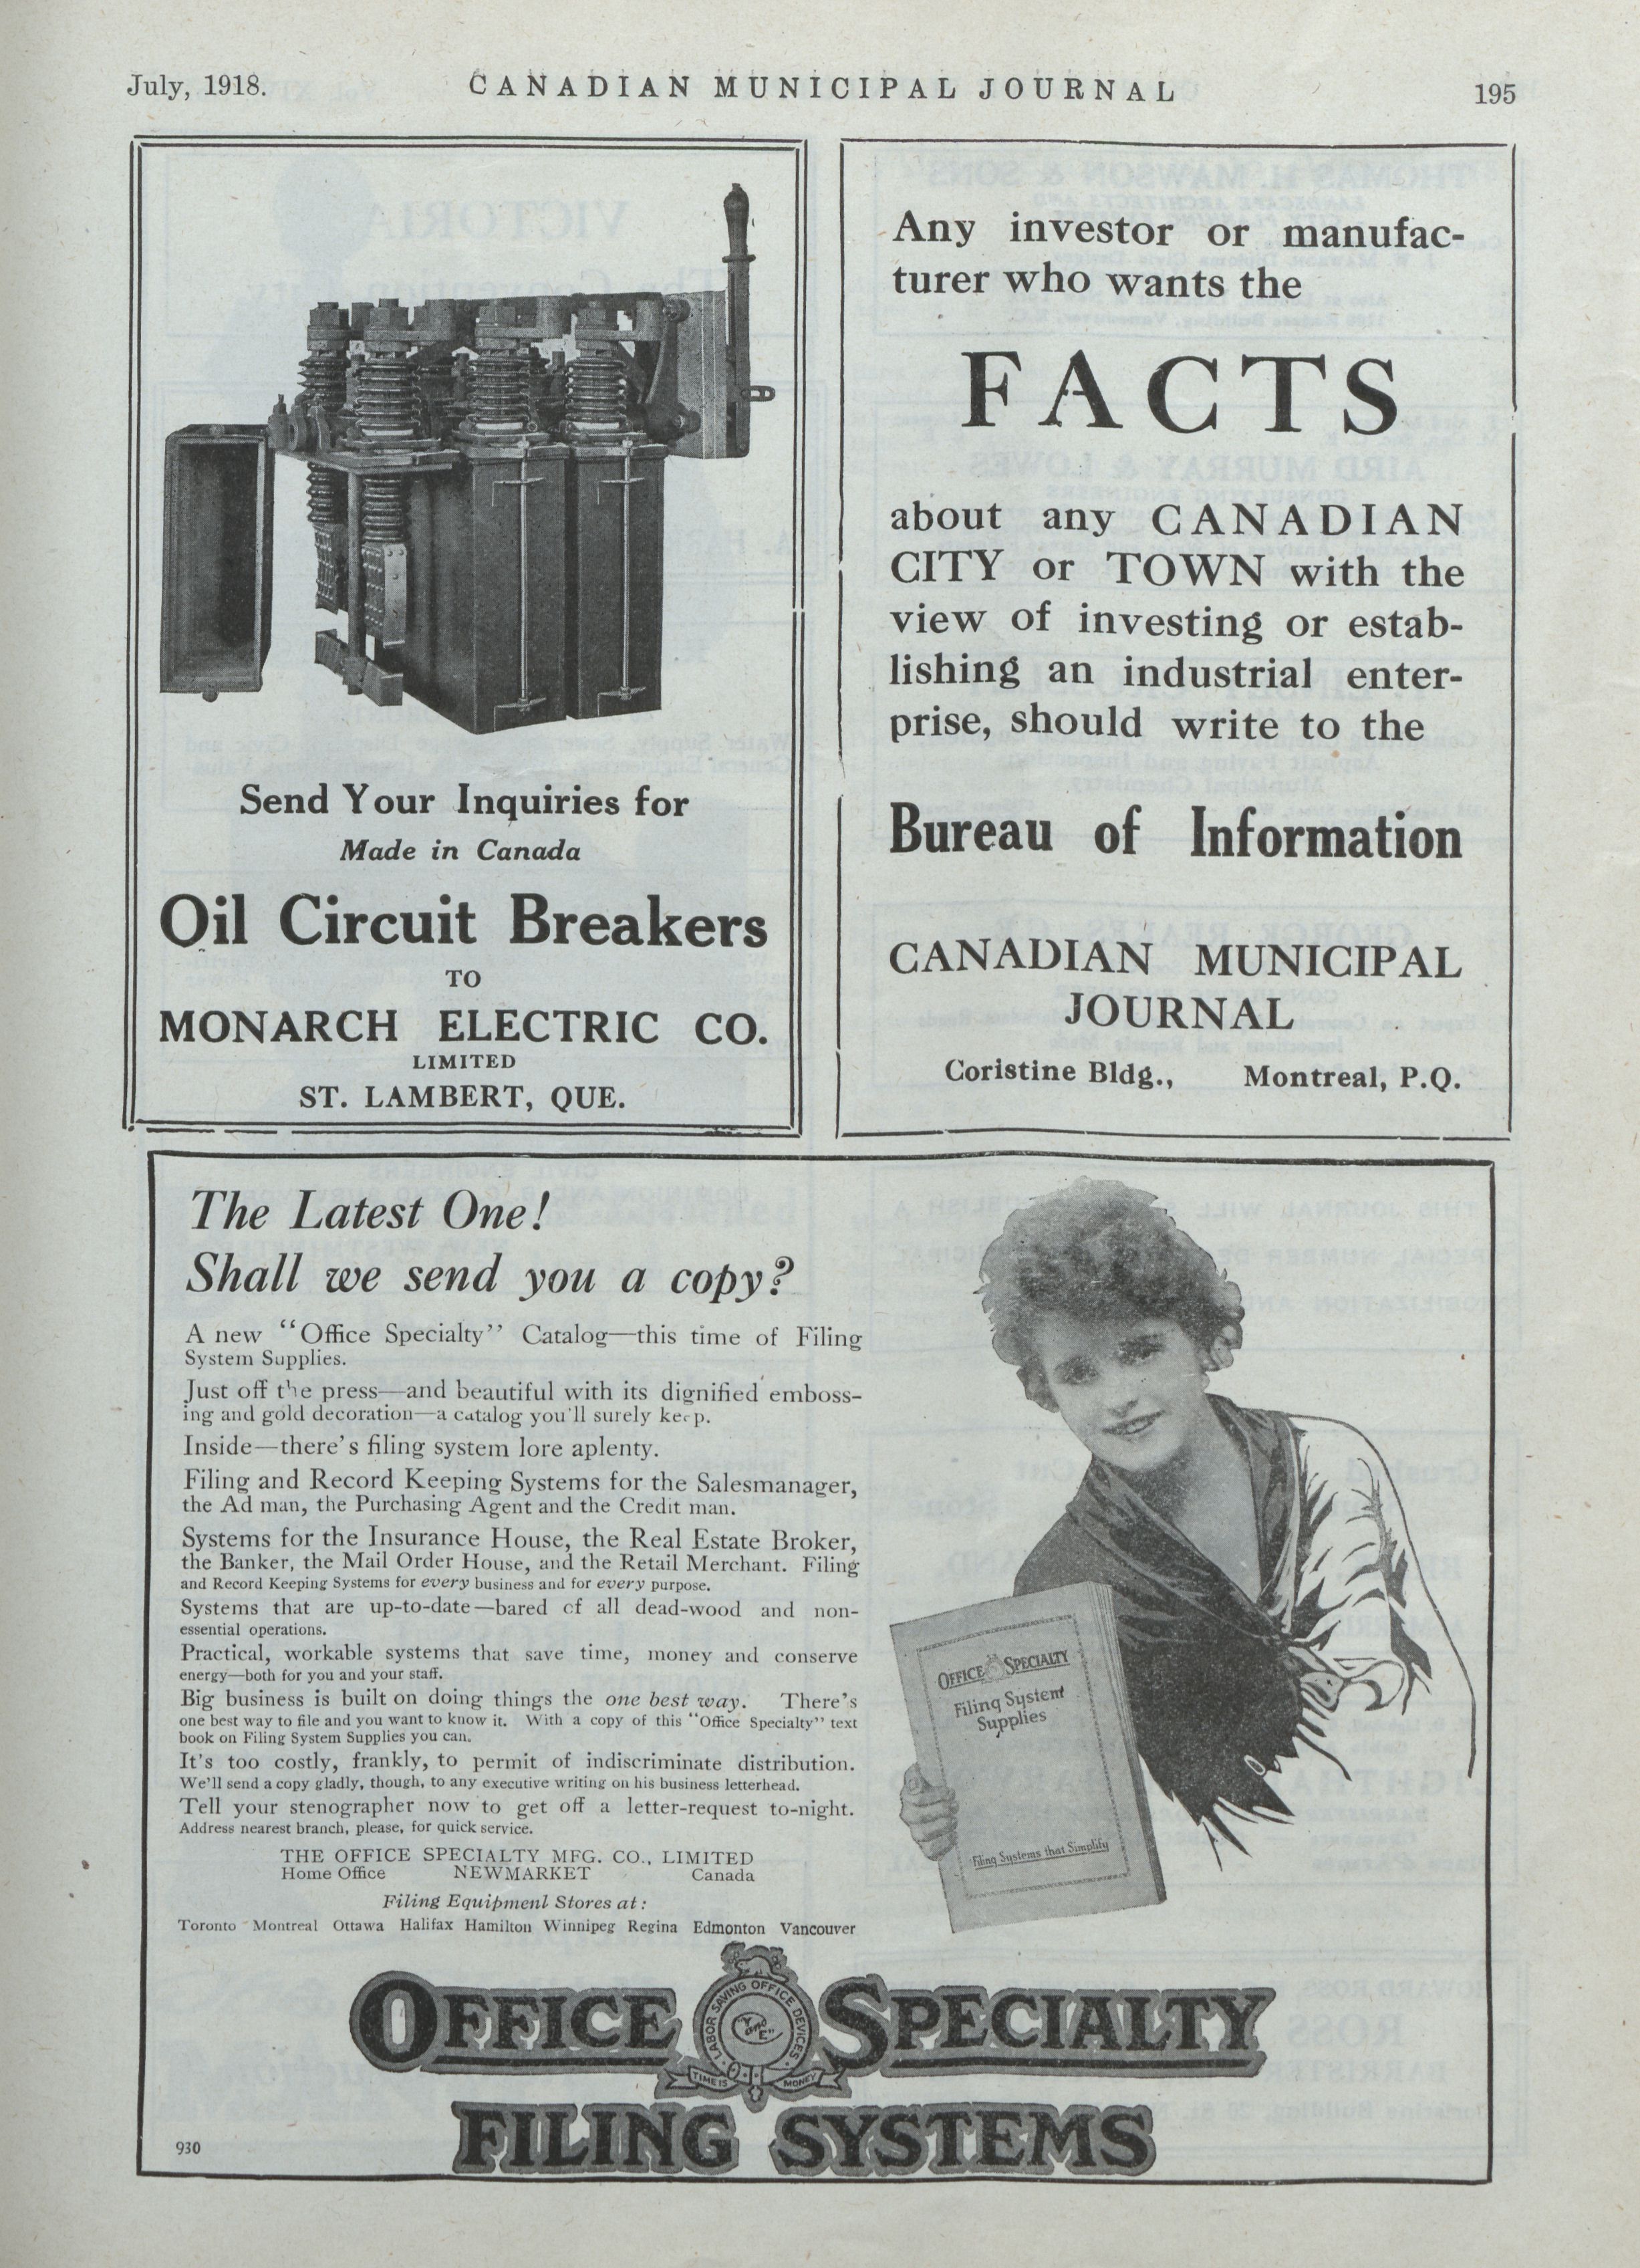 July, 1918.
CANADIAN MUNICIPAL JOURNAL
195
Send Your Inquiries for
Made in Canada
Oil Circuit Breakers
TO
MONARCH ELECTRIC CO.
LIMITED
ST. LAMBERT, QUE.
Any investor or manufac-
turer who wants the
FACTS
about any CANADIAN
CITY or TOWN with the
view of investing or estab-
lishing an industrial enter-
prise, should write to the
Bureau of Information
CANADIAN MUNICIPAL
JOURNAL
Coristine Bldg., Montreal, P.Q.
The Latest One!
Shall we send you a copy?
A new "Office Specialty" Catalog—this time of Filing
System Supplies.
Just off the press—and beautiful with its dignified emboss-
ing and gold decoration—a catalog you'll surely keep.
Inside—there's filing system lore aplenty.
Filing and Record Keeping Systems for the Salesmanager,
the Ad man, the Purchasing Agent and the Credit man.
Systems for the Insurance House, the Real Estate Broker,
the Banker, the Mail Order House, and the Retail Merchant. Filing
and Record Keeping Systems for every business and for every purpose.
Systems that are up-to-date—bared of all dead-wood and non-
essential operations.
Practical, workable systems that save time, money and conserve
energy—both for you and your staff.
Big business is built on doing things the one best way. There's
one best way to file and you want to know it. With a copy of this "Office Specialty" text
book on Filing System Supplies you can.
It's too costly, frankly, to permit of indiscriminate distribution.
We'll send a copy gladly, though, to any executive writing on his business letterhead.
Tell your stenographer now to get off a letter-request to-night.
Address nearest branch, please, for quick service.
THE OFFICE SPECIALTY MFG. CO., LIMITED
Home Office NEWMARKET Canada
Filing Equipment Stores at:
Toronto Montreal Ottawa Halifax Hamilton Winnipeg Regina Edmonton Vancouver
OFFICE SPECIALTY
Filing System
Supplies
Filing Systems that Simplify
OFFICE SPECIALTY
LABOR SAVING OFFICE DEVICES
"Y and E"
TIME IS MONEY
FILING SYSTEMS
930